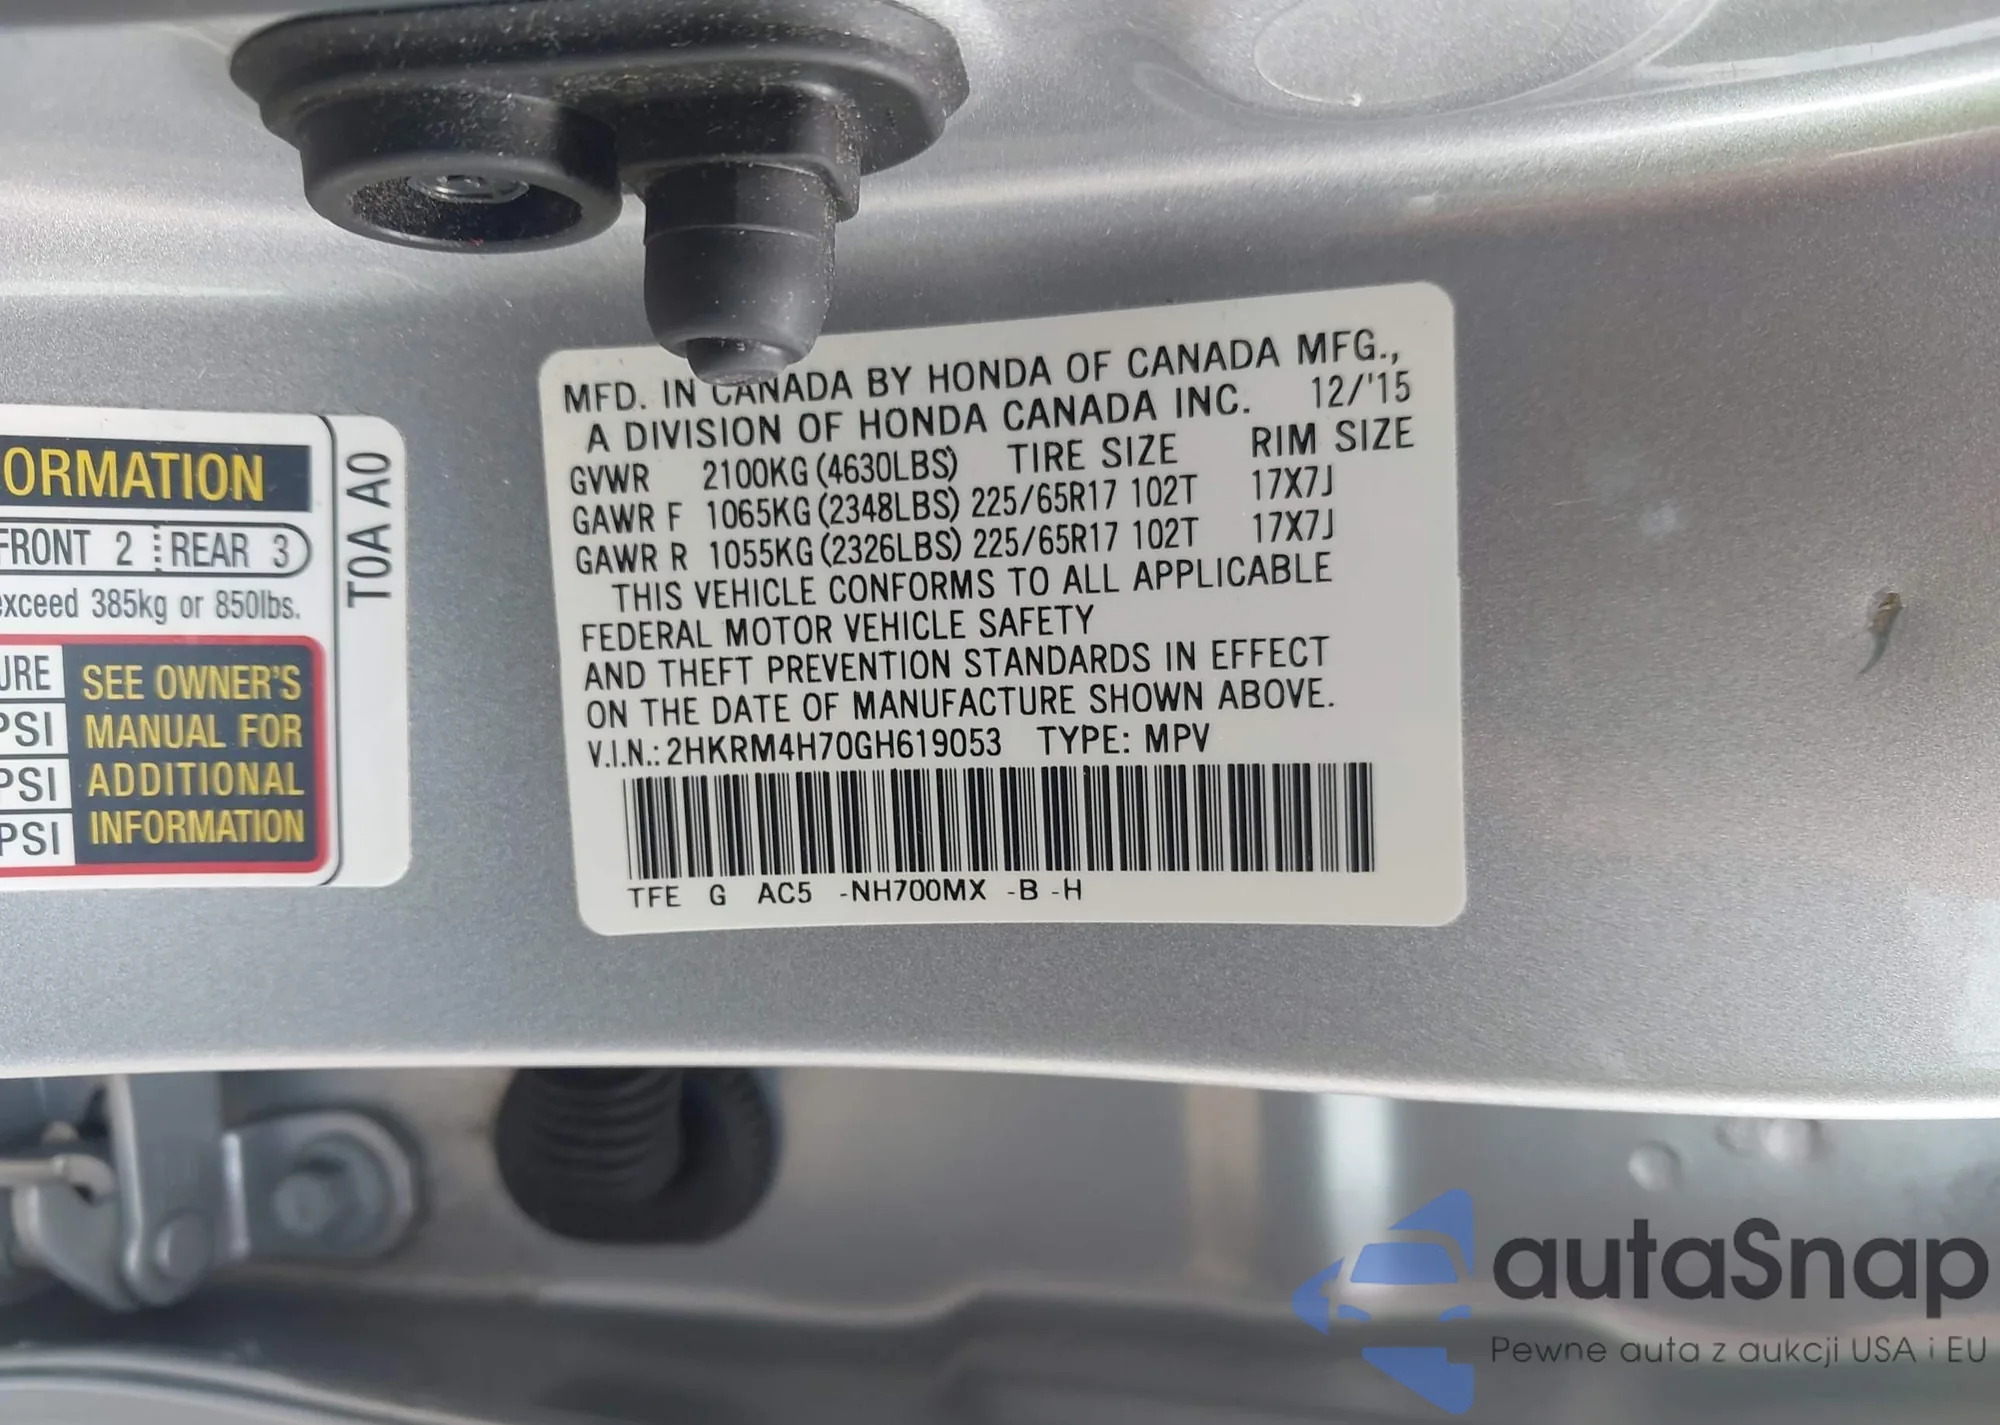 ORMATION
FRONT 2 REAR 3
exceed 385kg or 850lbs.
URE
PSI
PSI
PSI
SEE OWNER'S
MANUAL FOR
ADDITIONAL
INFORMATION
T0A A0
MFD. IN CANADA BY HONDA OF CANADA MFG.,
A DIVISION OF HONDA CANADA INC. 12/'15
GVWR 2100KG (4630LBS) TIRE SIZE RIM SIZE
GAWR F 1065KG (2348LBS) 225/65R17 102T 17X7J
GAWR R 1055KG (2326LBS) 225/65R17 102T 17X7J
THIS VEHICLE CONFORMS TO ALL APPLICABLE
FEDERAL MOTOR VEHICLE SAFETY
AND THEFT PREVENTION STANDARDS IN EFFECT
ON THE DATE OF MANUFACTURE SHOWN ABOVE.
V.I.N.: 2HKRM4H70GH619053 TYPE: MPV
TFE G AC5 -NH700MX -B -H
autaSnap
Pewne auta z aukcji USA i EU